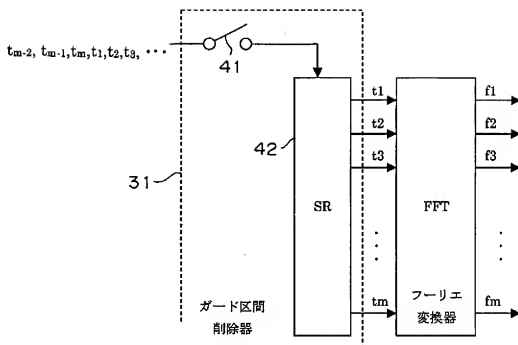 tm-2, tm-1,tm,t1,t2,t3, ・・・
41
t1
f1
t2
f2
42
t3
f3
31
SR
FFT
ガード区間
削除器
フーリエ
変換器
tm
fm